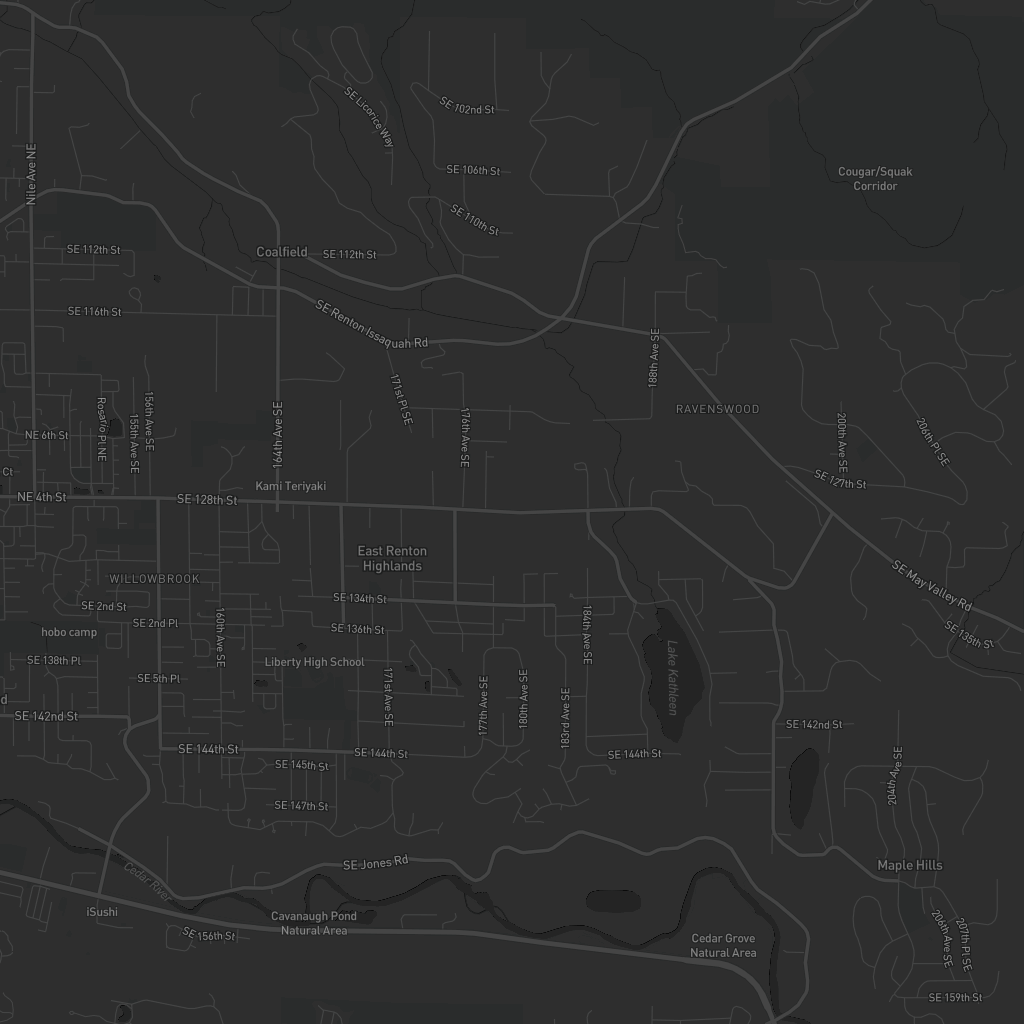 SE Licorice Way
SE 102nd St
Nile Ave NE
SE 106th St
Cougar/Squak
Corridor
SE 110th St
SE 112th St
Coalfield
SE 112th St
SE 116th St
SE Renton Issaquah Rd
188th Ave SE
171st Pl SE
RAVENSWOOD
Rosario Pl NE
155th Ave SE
156th Ave SE
164th Ave SE
176th Ave SE
200th Ave SE
206th Pl SE
NE 6th St
Ct
SE 127th St
Kami Teriyaki
NE 4th St
SE 128th St
East Renton
Highlands
WILLOWBROOK
SE May Valley Rd
SE 134th St
SE 2nd St
SE 2nd Pl
hobo camp
160th Ave SE
SE 136th St
184th Ave SE
SE 135th St
SE 138th Pl
Liberty High School
Lake Kathleen
SE 5th Pl
171st Ave SE
177th Ave SE
180th Ave SE
183rd Ave SE
d
SE 142nd St
SE 142nd St
SE 144th St
SE 144th St
SE 144th St
SE 145th St
204th Ave SE
SE 147th St
SE Jones Rd
Maple Hills
Cedar River
iSushi
Cavanaugh Pond
Natural Area
SE 156th St
Cedar Grove
Natural Area
206th Ave SE
207th Pl SE
SE 159th St